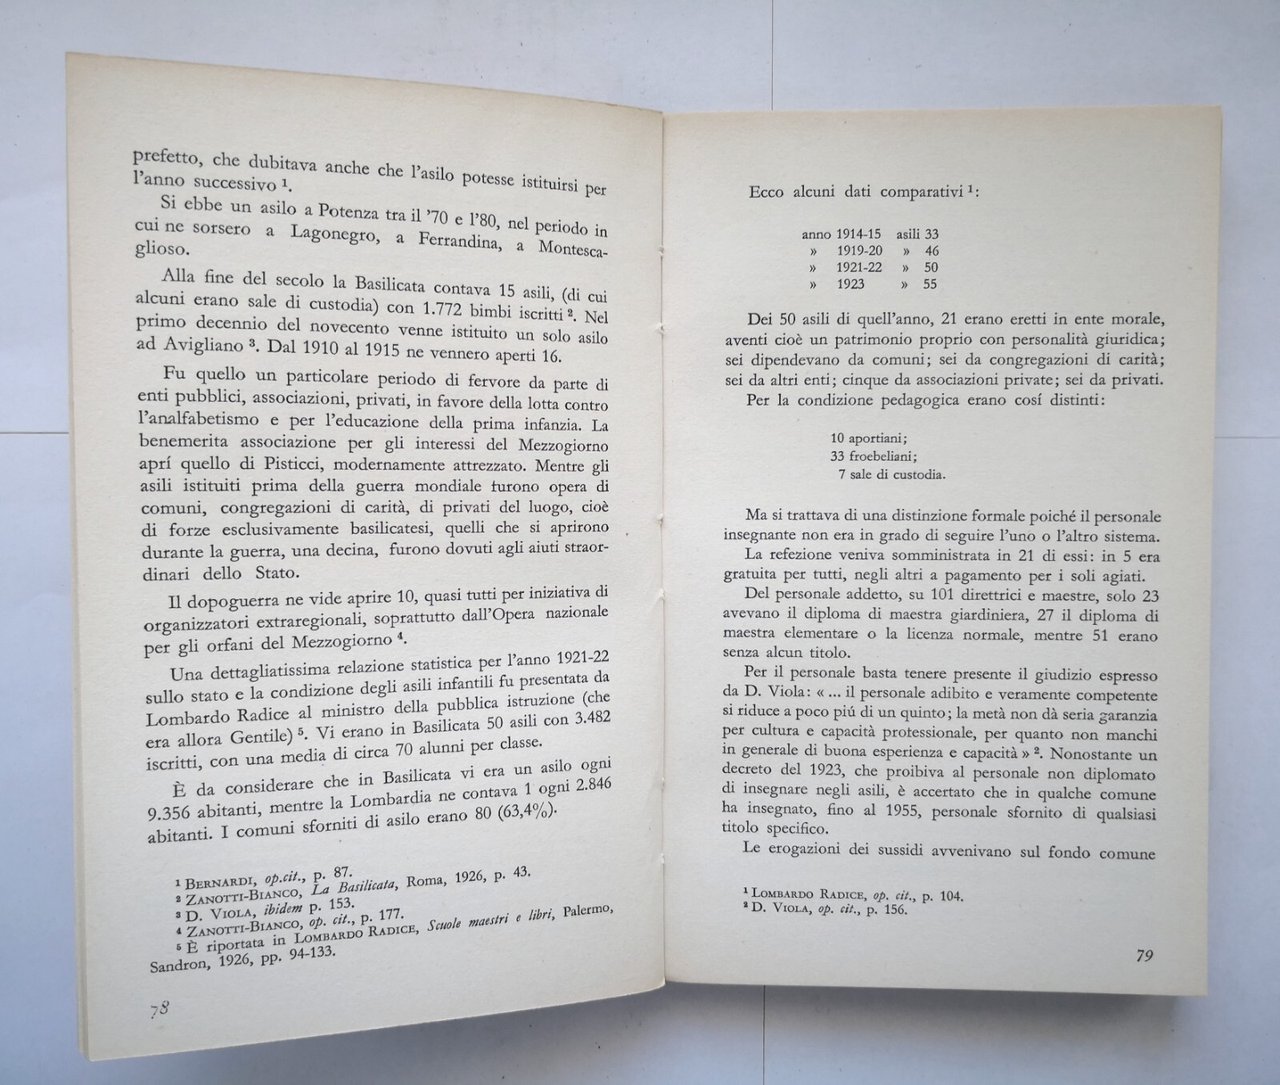 prefetto, che dubitava anche che l'asilo potesse istituirsi per
l'anno successivo ¹.
Si ebbe un asilo a Potenza tra il '70 e l'80, nel periodo in
cui ne sorsero a Lagonegro, a Ferrandina, a Montesca-
glioso.
Alla fine del secolo la Basilicata contava 15 asili, (di cui
alcuni erano sale di custodia) con 1.772 bimbi iscritti ². Nel
primo decennio del novecento venne istituito un solo asilo
ad Avigliano ³. Dal 1910 al 1915 ne vennero aperti 16.
Fu quello un particolare periodo di fervore da parte di
enti pubblici, associazioni, privati, in favore della lotta contro
l'analfabetismo e per l'educazione della prima infanzia. La
benemerita associazione per gli interessi del Mezzogiorno
aprí quello di Pisticci, modernamente attrezzato. Mentre gli
asili istituiti prima della guerra mondiale furono opera di
comuni, congregazioni di carità, di privati del luogo, cioè
di forze esclusivamente basilicatesi, quelli che si aprirono
durante la guerra, una decina, furono dovuti agli aiuti straor-
dinari dello Stato.
Il dopoguerra ne vide aprire 10, quasi tutti per iniziativa di
organizzatori extraregionali, soprattutto dall'Opera nazionale
per gli orfani del Mezzogiorno ⁴.
Una dettagliatissima relazione statistica per l'anno 1921-22
sullo stato e la condizione degli asili infantili fu presentata da
Lombardo Radice al ministro della pubblica istruzione (che
era allora Gentile) ⁵. Vi erano in Basilicata 50 asili con 3.482
iscritti, con una media di circa 70 alunni per classe.
È da considerare che in Basilicata vi era un asilo ogni
9.356 abitanti, mentre la Lombardia ne contava 1 ogni 2.846
abitanti. I comuni sforniti di asilo erano 80 (63,4%).
¹ BERNARDI, op.cit., p. 87.
² ZANOTTI-BIANCO, La Basilicata, Roma, 1926, p. 43.
³ D. VIOLA, ibidem p. 153.
⁴ ZANOTTI-BIANCO, op. cit., p. 177.
⁵ È riportata in LOMBARDO RADICE, Scuole maestri e libri, Palermo,
Sandron, 1926, pp. 94-133.
78
Ecco alcuni dati comparativi ¹:
anno 1914-15 asili 33
» 1919-20 » 46
» 1921-22 » 50
» 1923 » 55
Dei 50 asili di quell'anno, 21 erano eretti in ente morale,
aventi cioè un patrimonio proprio con personalità giuridica;
sei dipendevano da comuni; sei da congregazioni di carità;
sei da altri enti; cinque da associazioni private; sei da privati.
Per la condizione pedagogica erano cosí distinti:
10 aportiani;
33 froebeliani;
7 sale di custodia.
Ma si trattava di una distinzione formale poiché il personale
insegnante non era in grado di seguire l'uno o l'altro sistema.
La refezione veniva somministrata in 21 di essi: in 5 era
gratuita per tutti, negli altri a pagamento per i soli agiati.
Del personale addetto, su 101 direttrici e maestre, solo 23
avevano il diploma di maestra giardiniera, 27 il diploma di
maestra elementare o la licenza normale, mentre 51 erano
senza alcun titolo.
Per il personale basta tenere presente il giudizio espresso
da D. Viola: « ... il personale adibito e veramente competente
si riduce a poco piú di un quinto; la metà non dà seria garanzia
per cultura e capacità protessionale, per quanto non manchi
in generale di buona esperienza e capacità » ². Nonostante un
decreto del 1923, che proibiva al personale non diplomato
di insegnare negli asili, è accertato che in qualche comune
ha insegnato, fino al 1955, personale sfornito di qualsiasi
titolo specifico.
Le erogazioni dei sussidi avvenivano sul fondo comune
¹ LOMBARDO RADICE, op. cit., p. 104.
² D. VIOLA, op. cit., p. 156.
79